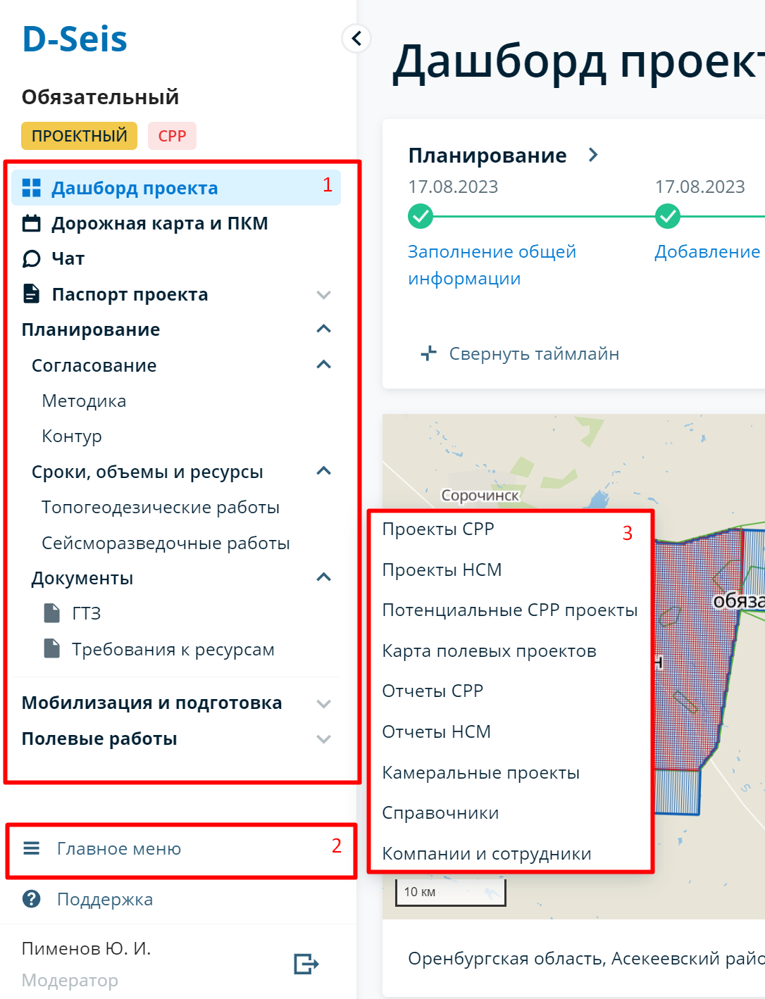 D-Seis
Обязательный
ПРОЕКТНЫЙ СРР
Дашборд проекта 1
Дорожная карта и ПКМ
Чат
Паспорт проекта
Планирование
Согласование
Методика
Контур
Сроки, объемы и ресурсы
Топогеодезические работы
Сейсморазведочные работы
Документы
ГТЗ
Требования к ресурсам
Мобилизация и подготовка
Полевые работы
Главное меню 2
Поддержка
Пименов Ю. И.
Модератор
Дашборд проект
Планирование
17.08.2023 17.08.2023
Заполнение общей Добавление
информации
Свернуть таймлайн
Сорочинск
Проекты СРР 3
Проекты НСМ
Потенциальные СРР проекты
Карта полевых проектов
Отчеты СРР
Отчеты НСМ
Камеральные проекты
Справочники
Компании и сотрудники
обяза
н
10 км
Оренбургская область, Асекеевский райо